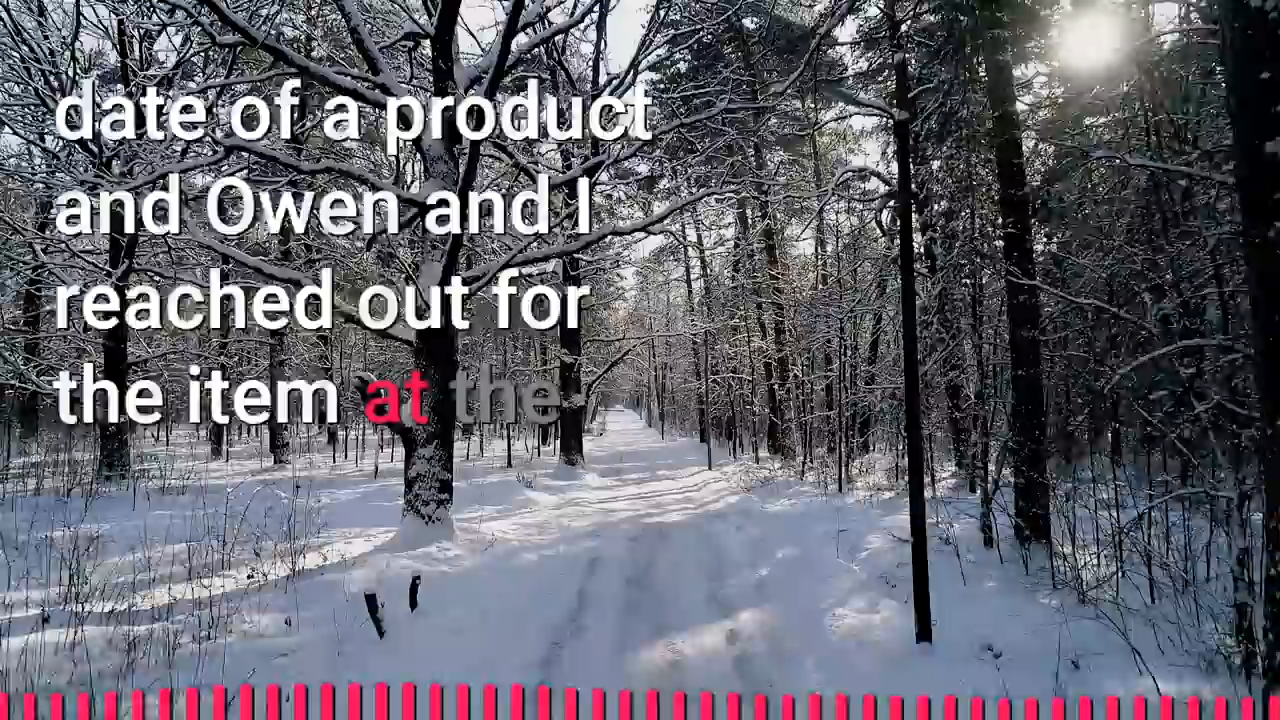 date of a product
and Owen and I
reached out for
the item at the